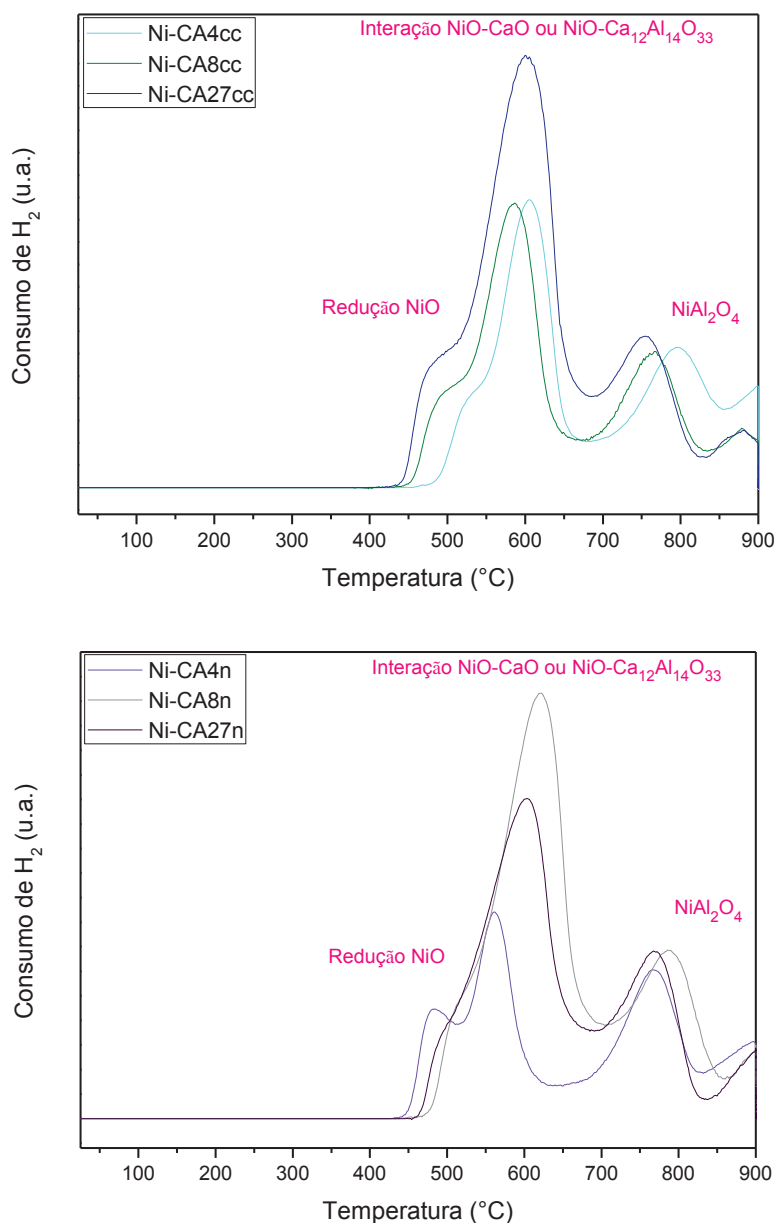 Interação NiO-CaO ou NiO-Ca₁₂Al₁₄O₃₃
Ni-CA4cc
Ni-CA8cc
Ni-CA27cc
Redução NiO
NiAl₂O₄
Consumo de H₂ (u.a.)
100 200 300 400 500 600 700 800 900
Temperatura (°C)
Interação NiO-CaO ou NiO-Ca₁₂Al₁₄O₃₃
Ni-CA4n
Ni-CA8n
Ni-CA27n
NiAl₂O₄
Redução NiO
Consumo de H₂ (u.a.)
100 200 300 400 500 600 700 800 900
Temperatura (°C)